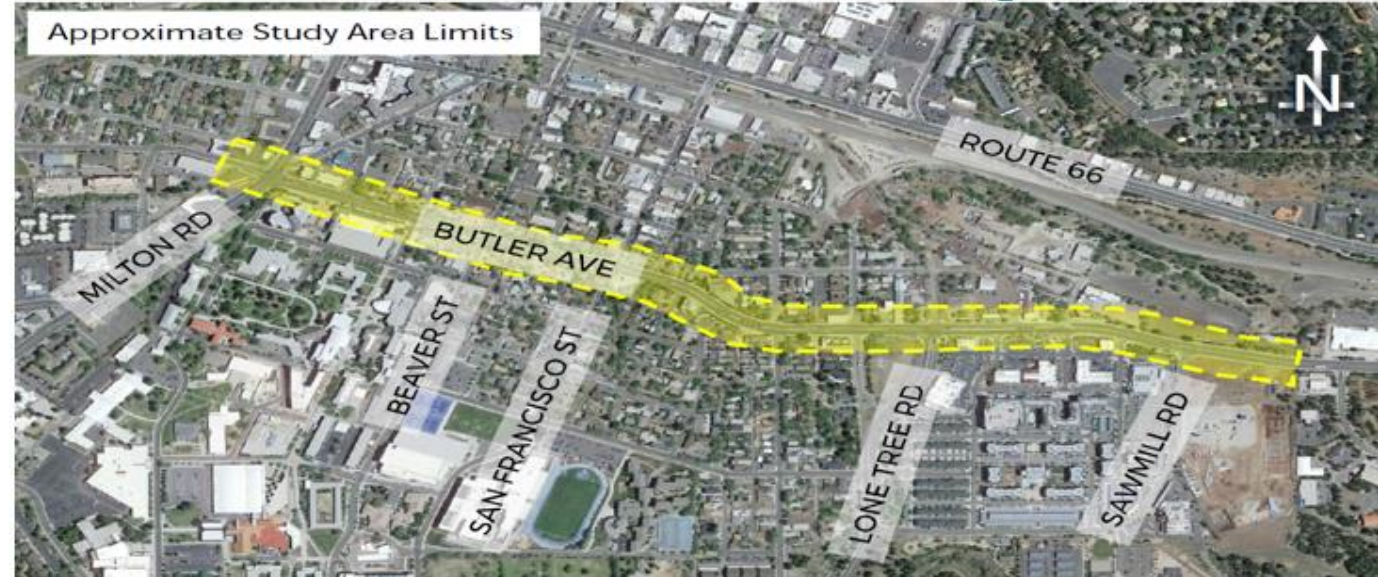 Approximate Study Area Limits
N
ROUTE 66
MILTON RD
BUTLER AVE
BEAVER ST
SAN FRANCISCO ST
LONE TREE RD
SAWMILL RD